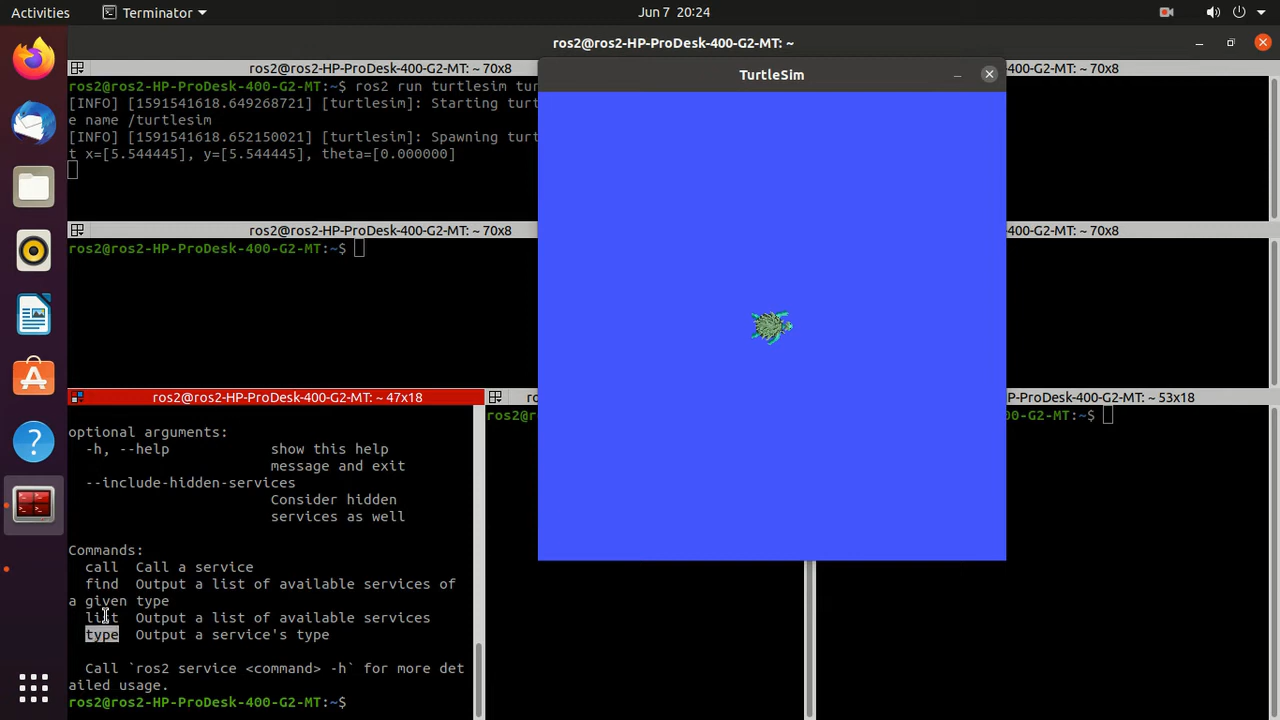 Activities
Terminator
Jun 7 20:24
ros2@ros2-HP-ProDesk-400-G2-MT: ~
ros2@ros2-HP-ProDesk-400-G2-MT: ~ 70x8
400-G2-MT: ~ 70x8
ros2@ros2-HP-ProDesk-400-G2-MT:~$ ros2 run turtlesim tur
[INFO] [1591541618.649268721] [turtlesim]: Starting turt
e name /turtlesim
[INFO] [1591541618.652150021] [turtlesim]: Spawning turt
t x=[5.544445], y=[5.544445], theta=[0.000000]
TurtleSim
ros2@ros2-HP-ProDesk-400-G2-MT: ~ 70x8
400-G2-MT: ~ 70x8
ros2@ros2-HP-ProDesk-400-G2-MT:~$
ros2@ros2-HP-ProDesk-400-G2-MT: ~ 47x18
optional arguments:
-h, --help show this help
message and exit
--include-hidden-services
Consider hidden
services as well
Commands:
call Call a service
find Output a list of available services of
a given type
list Output a list of available services
type Output a service's type
Call `ros2 service <command> -h` for more det
ailed usage.
ros2@ros2-HP-ProDesk-400-G2-MT:~$
ro
ros2@r
P-ProDesk-400-G2-MT: ~ 53x18
-400-G2-MT:~$